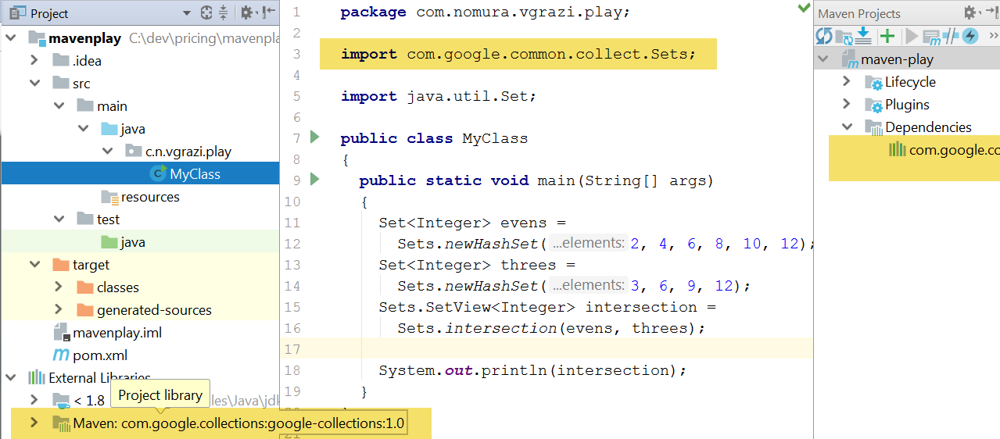 Project
mavenplay C:\dev\pricing\mavenpla
.idea
src
main
java
c.n.vgrazi.play
MyClass
resources
test
java
target
classes
generated-sources
mavenplay.iml
pom.xml
External Libraries
< 1.8 les\Java\jdk
Project library
Maven: com.google.collections:google-collections:1.0
1 package com.nomura.vgrazi.play;
2
3 import com.google.common.collect.Sets;
4
5 import java.util.Set;
6
7 public class MyClass
8 {
9 public static void main(String[] args)
10 {
11 Set<Integer> evens =
12 Sets.newHashSet( ...elements: 2, 4, 6, 8, 10, 12);
13 Set<Integer> threes =
14 Sets.newHashSet( ...elements: 3, 6, 9, 12);
15 Sets.SetView<Integer> intersection =
16 Sets.intersection(evens, threes);
17
18 System.out.println(intersection);
19 }
Maven Projects
maven-play
Lifecycle
Plugins
Dependencies
com.google.co